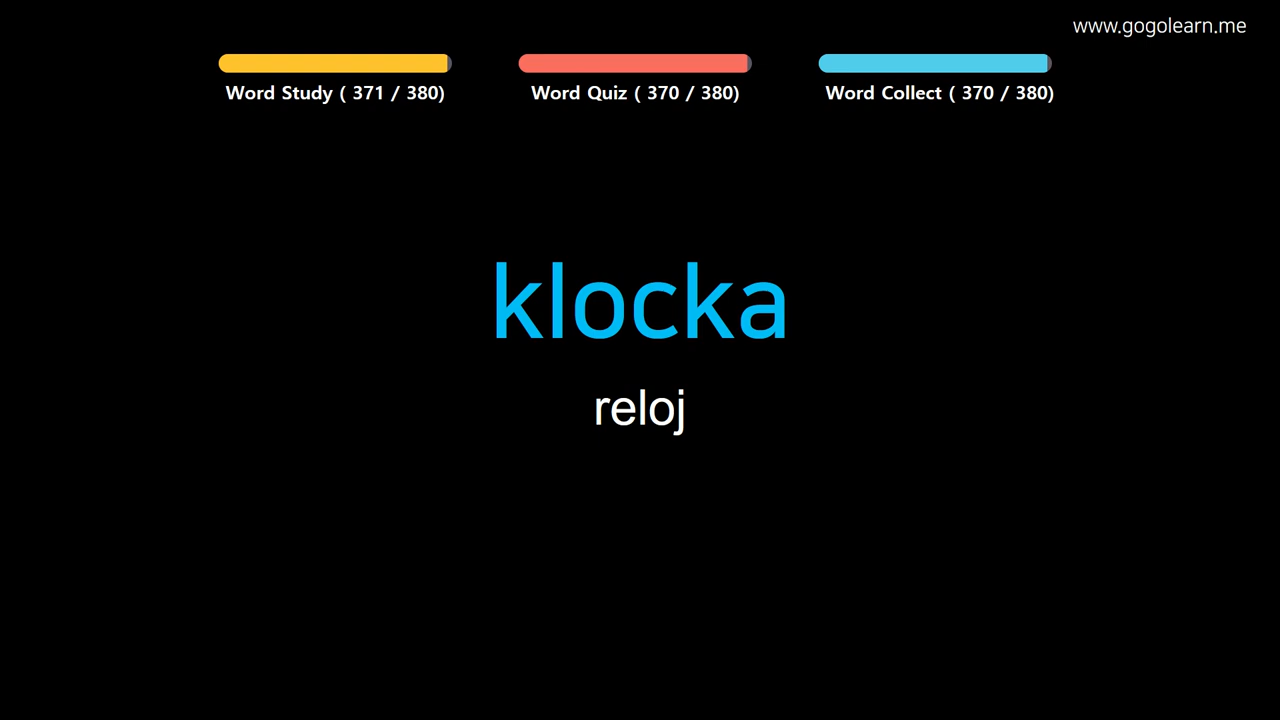 www.gogolearn.me
Word Study ( 371 / 380)
Word Quiz ( 370 / 380)
Word Collect ( 370 / 380)
klocka
reloj